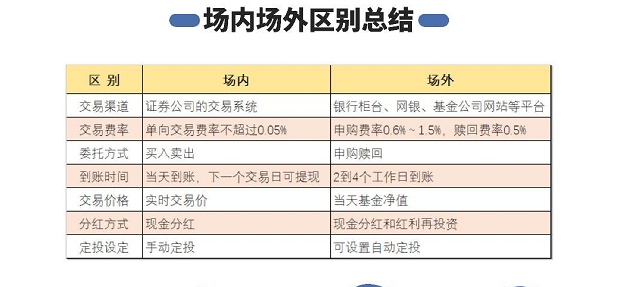 场内场外区别总结
区 别 场内 场外
交易渠道 证券公司的交易系统 银行柜台、网银、基金公司网站等平台
交易费率 单向交易费率不超过0.05% 申购费率0.6%~1.5%，赎回费率0.5%
委托方式 买入卖出 申购赎回
到账时间 当天到账，下一个交易日可提现 2到4个工作日到账
交易价格 实时交易价 当天基金净值
分红方式 现金分红 现金分红和红利再投资
定投设定 手动定投 可设置自动定投